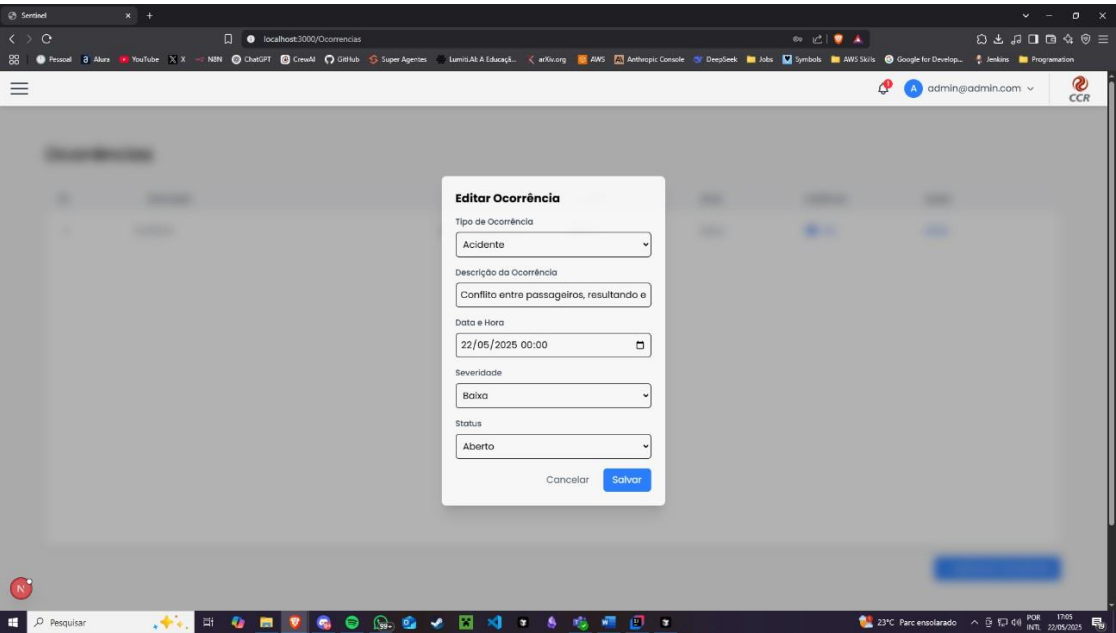 Sentinel
localhost:3000/Ocorrencias
Pessoal Alura YouTube X N8N ChatGPT CrewAI GitHub Super Agentes LumitiAb: A Educaçã... arXiv.org AWS Anthropic Console DeepSeek Jobs Symbols AWS Skills Google for Develop... Jenkins Programation
A admin@admin.com
CCR
Editar Ocorrência
Tipo de Ocorrência
Acidente
Descrição da Ocorrência
Conflito entre passageiros, resultando e
Data e Hora
22/05/2025 00:00
Severidade
Baixa
Status
Aberto
Cancelar Salvar
N
Pesquisar
99+
23°C Parc ensolarado
POR 17:05
INTL 22/05/2025